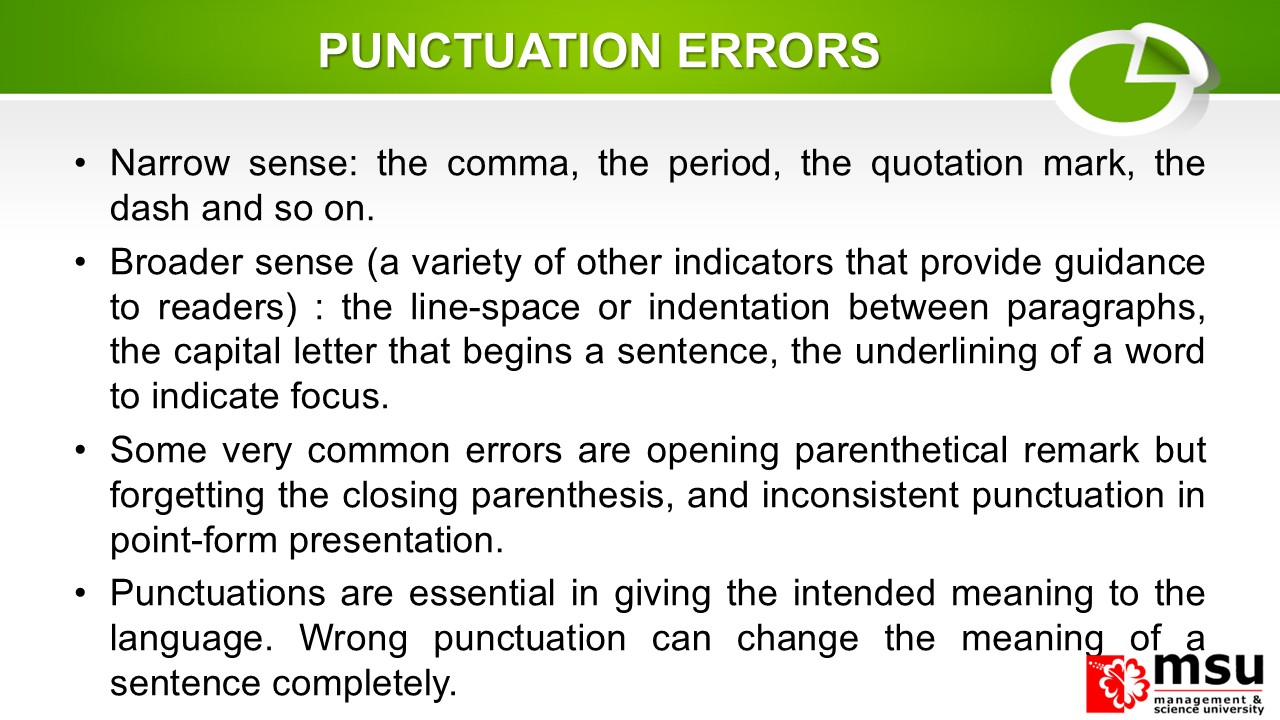 PUNCTUATION ERRORS
• Narrow sense: the comma, the period, the quotation mark, the
dash and so on.
• Broader sense (a variety of other indicators that provide guidance
to readers) : the line-space or indentation between paragraphs,
the capital letter that begins a sentence, the underlining of a word
to indicate focus.
• Some very common errors are opening parenthetical remark but
forgetting the closing parenthesis, and inconsistent punctuation in
point-form presentation.
• Punctuations are essential in giving the intended meaning to the
language. Wrong punctuation can change the meaning of a
sentence completely.
msu
management &
science university